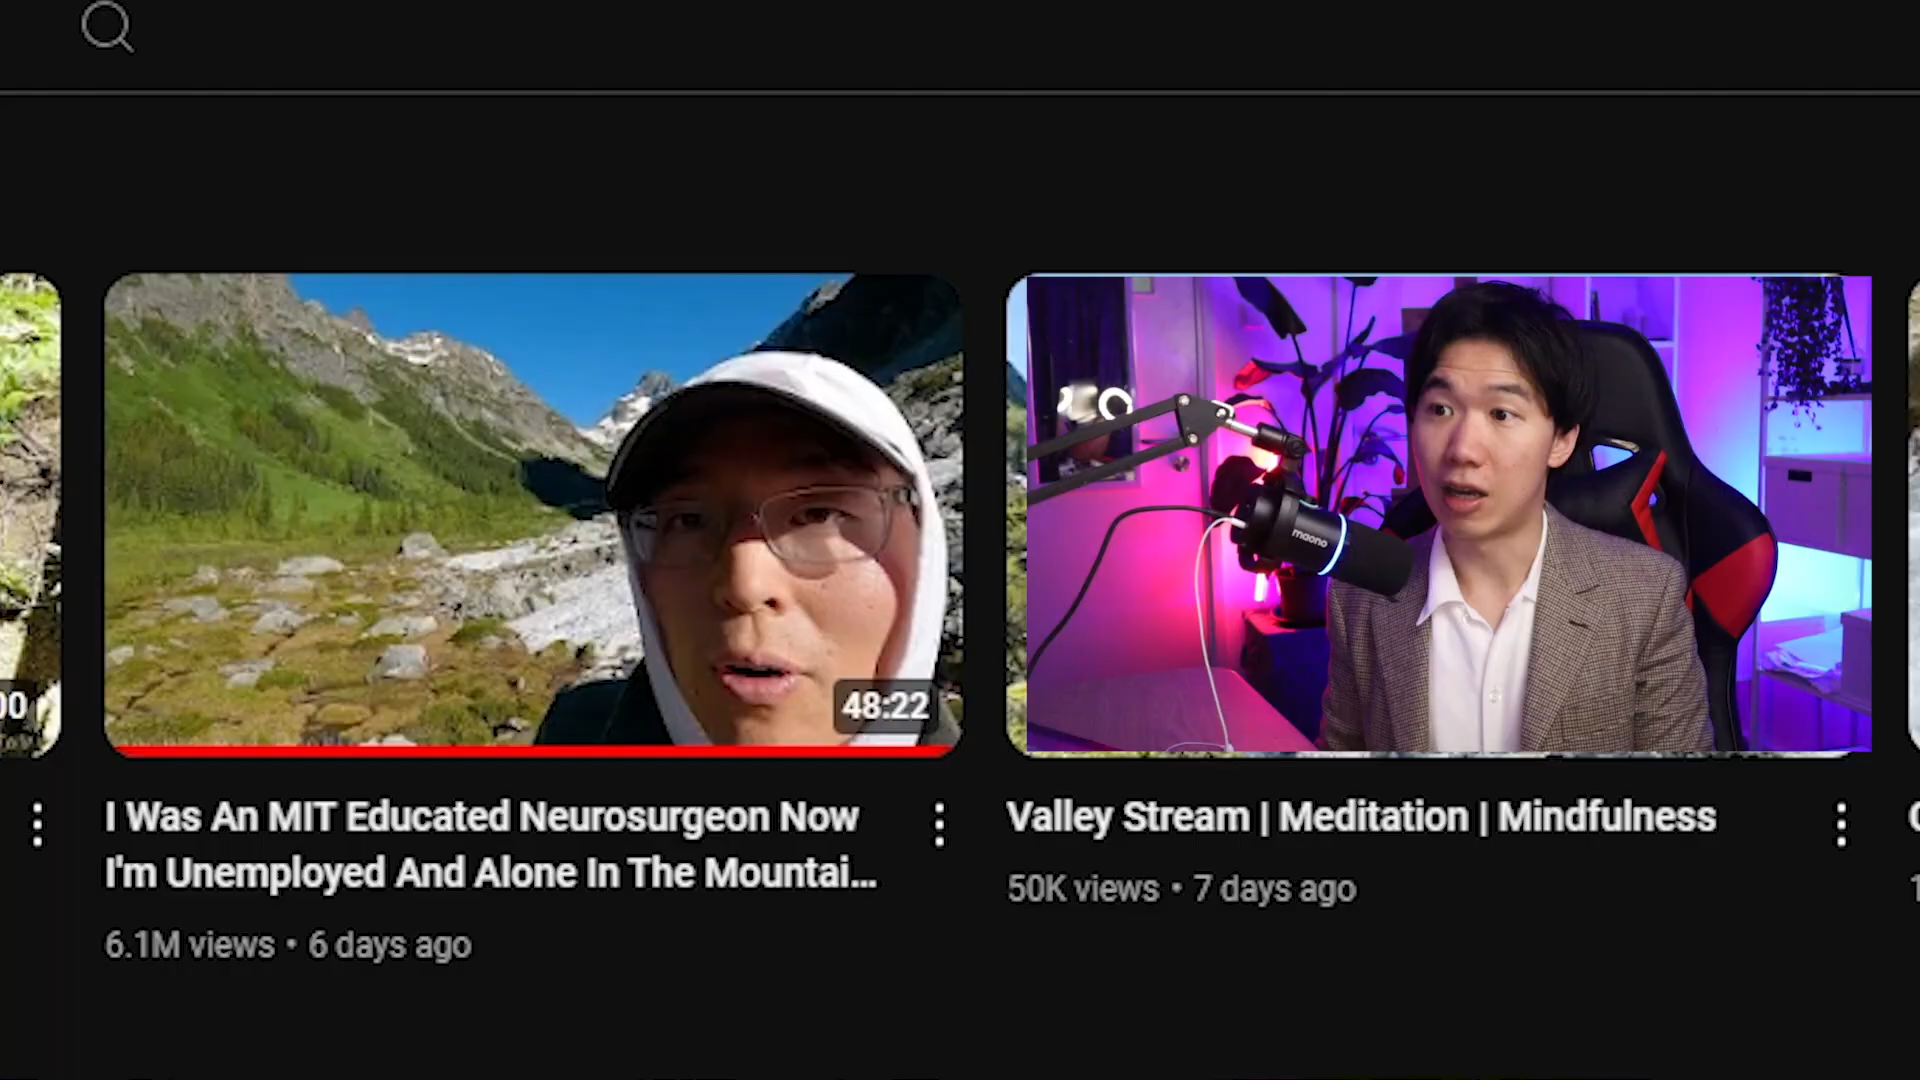 00
48:22
maono
I Was An MIT Educated Neurosurgeon Now
I'm Unemployed And Alone In The Mountai...
6.1M views • 6 days ago
Valley Stream | Meditation | Mindfulness
50K views • 7 days ago